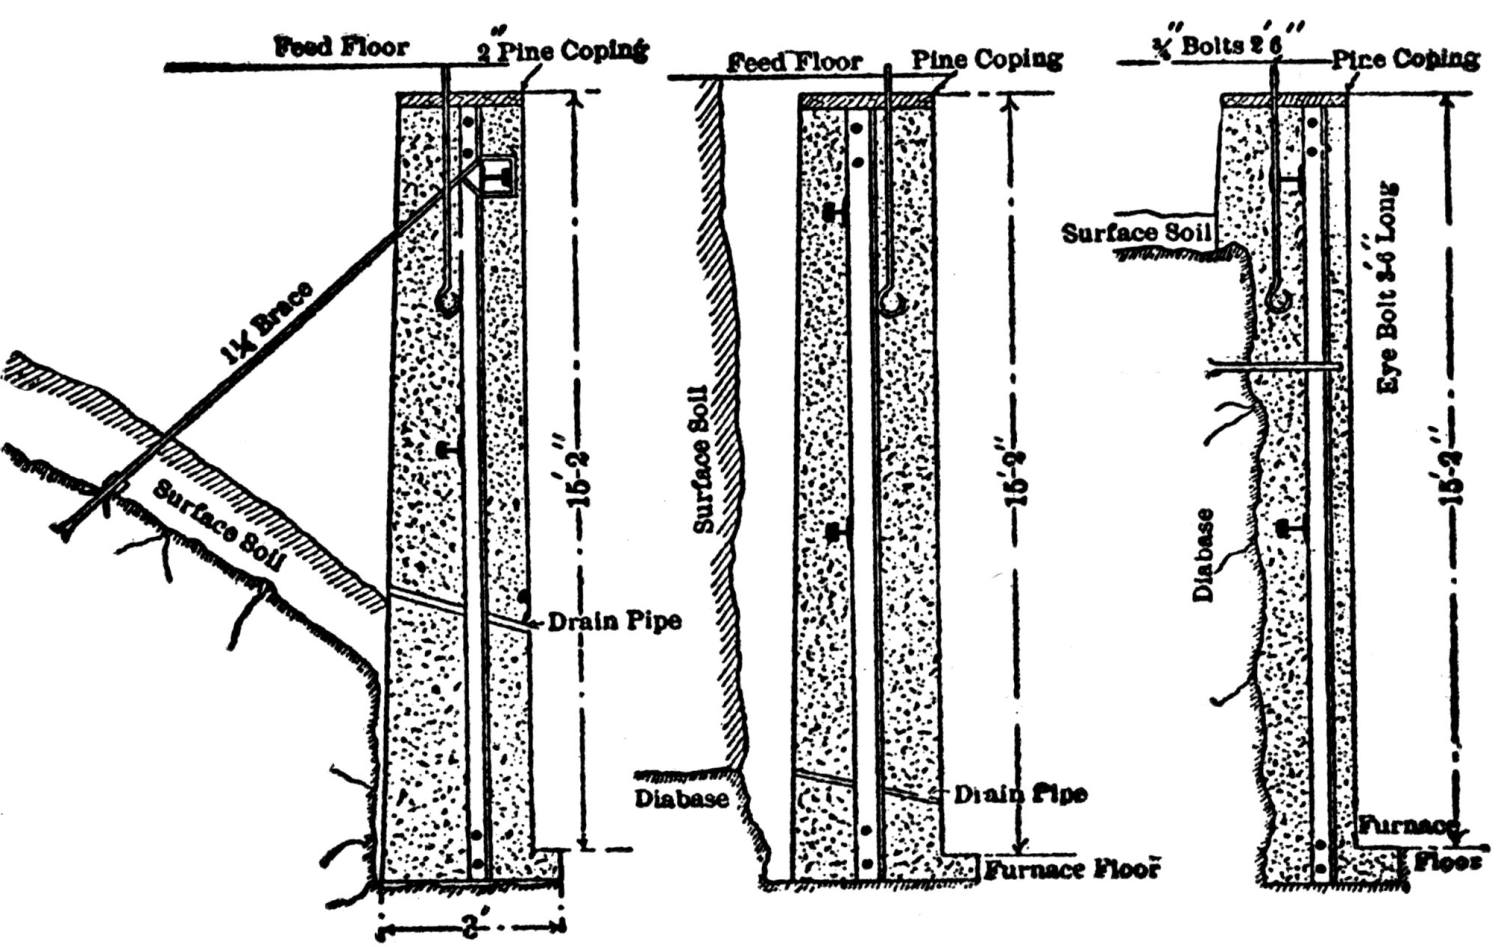 Feed Floor
2" Pine Coping
1¼ Brace
Surface Soil
15'-2"
Drain Pipe
3'
Feed Floor
Pine Coping
Surface Soil
15'-2"
Diabase
Drain Pipe
Furnace Floor
¾" Bolts 2'6"
Pine Coping
Surface Soil
Eye Bolt 3'-6" Long
15'-2"
Diabase
Furnace
Floor